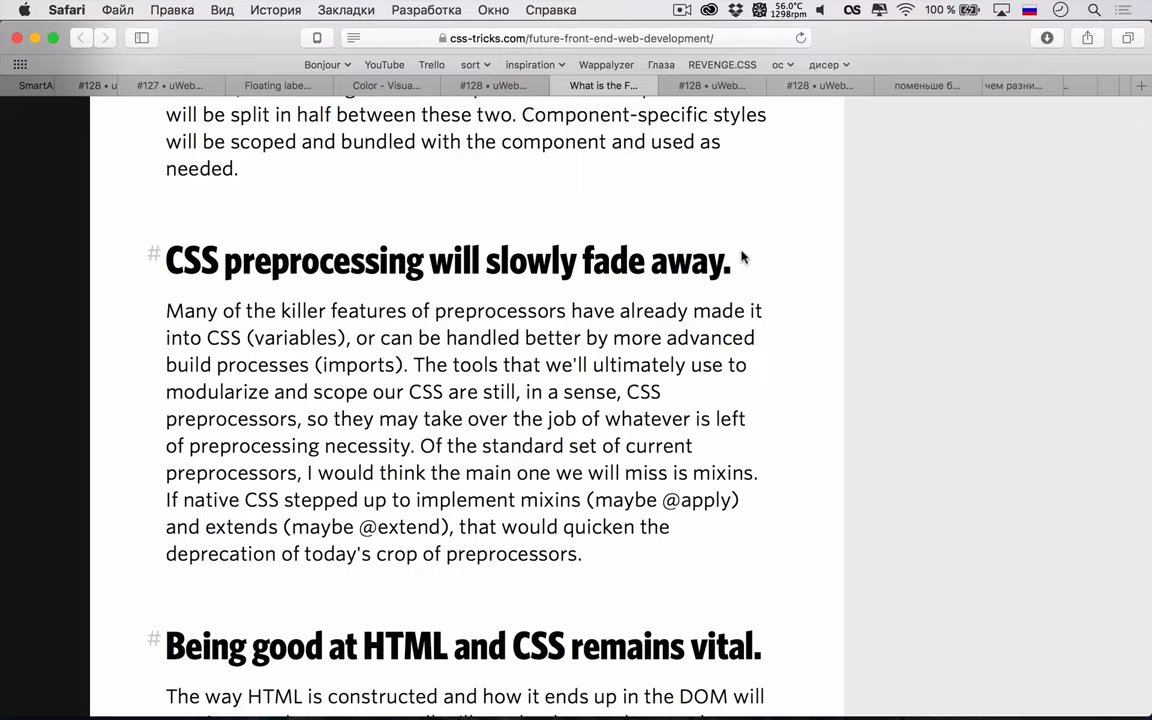 Safari Файл Правка Вид История Закладки Разработка Окно Справка 56.0°C 1298rpm 100 %
css-tricks.com/future-front-end-web-development/
Bonjour YouTube Trello sort inspiration Wappalyzer Глаза REVENGE.CSS ос дисер
SmartA #128 • u #127 • uWeb... Floating labe... Color - Visua... #128 • uWeb... What is the F... #128 • uWeb... #128 • uWeb... поменьше б... чем разни... ..
will be split in half between these two. Component-specific styles
will be scoped and bundled with the component and used as
needed.
# CSS preprocessing will slowly fade away.
Many of the killer features of preprocessors have already made it
into CSS (variables), or can be handled better by more advanced
build processes (imports). The tools that we'll ultimately use to
modularize and scope our CSS are still, in a sense, CSS
preprocessors, so they may take over the job of whatever is left
of preprocessing necessity. Of the standard set of current
preprocessors, I would think the main one we will miss is mixins.
If native CSS stepped up to implement mixins (maybe @apply)
and extends (maybe @extend), that would quicken the
deprecation of today's crop of preprocessors.
# Being good at HTML and CSS remains vital.
The way HTML is constructed and how it ends up in the DOM will